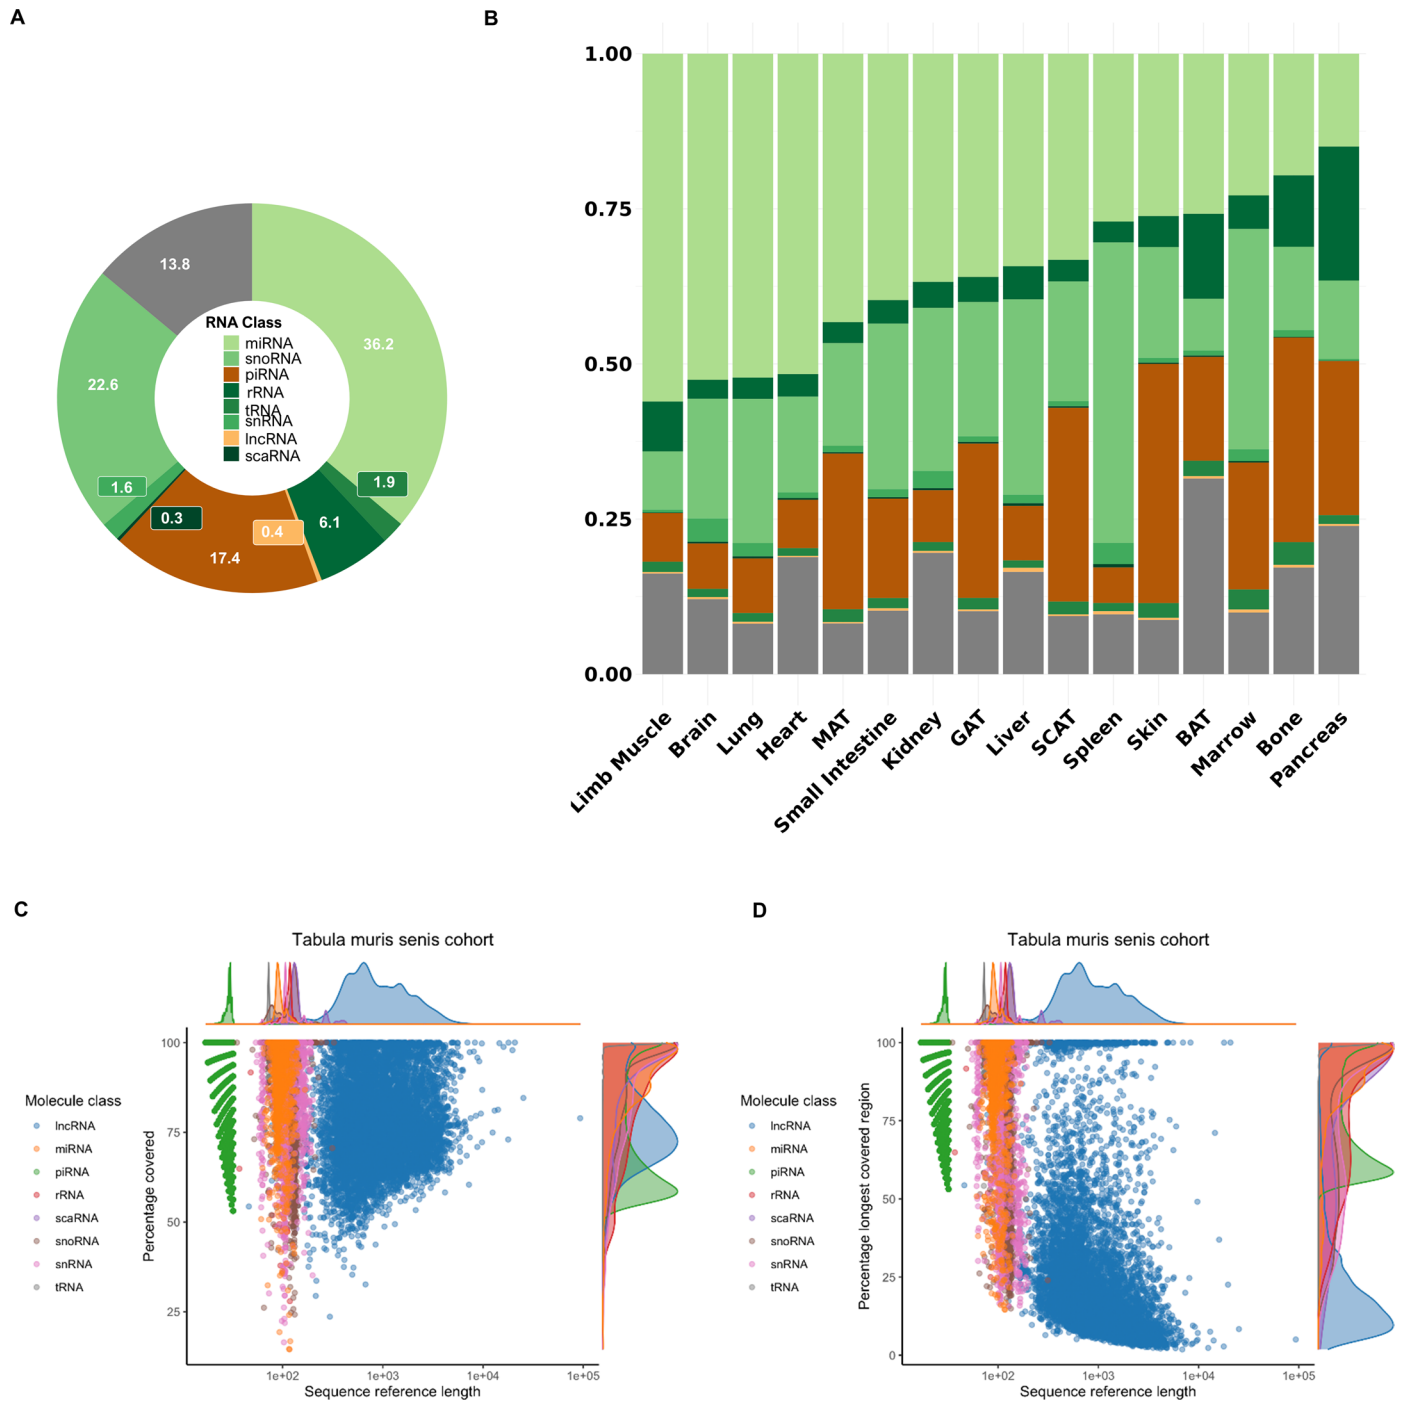 A
13.8
36.2
22.6
1.6
0.3
17.4
0.4
6.1
1.9
RNA Class
miRNA
snoRNA
piRNA
rRNA
tRNA
snRNA
lncRNA
scaRNA
B
1.00
0.75
0.50
0.25
0.00
Limb Muscle
Brain
Lung
Heart
MAT
Small Intestine
Kidney
GAT
Liver
SCAT
Spleen
Skin
BAT
Marrow
Bone
Pancreas
C
Tabula muris senis cohort
Molecule class
lncRNA
miRNA
piRNA
rRNA
scaRNA
snoRNA
snRNA
tRNA
Percentage covered
100
75
50
25
1e+02
1e+03
1e+04
1e+05
Sequence reference length
D
Tabula muris senis cohort
Molecule class
lncRNA
miRNA
piRNA
rRNA
scaRNA
snoRNA
snRNA
tRNA
Percentage longest covered region
100
75
50
25
0
1e+02
1e+03
1e+04
1e+05
Sequence reference length